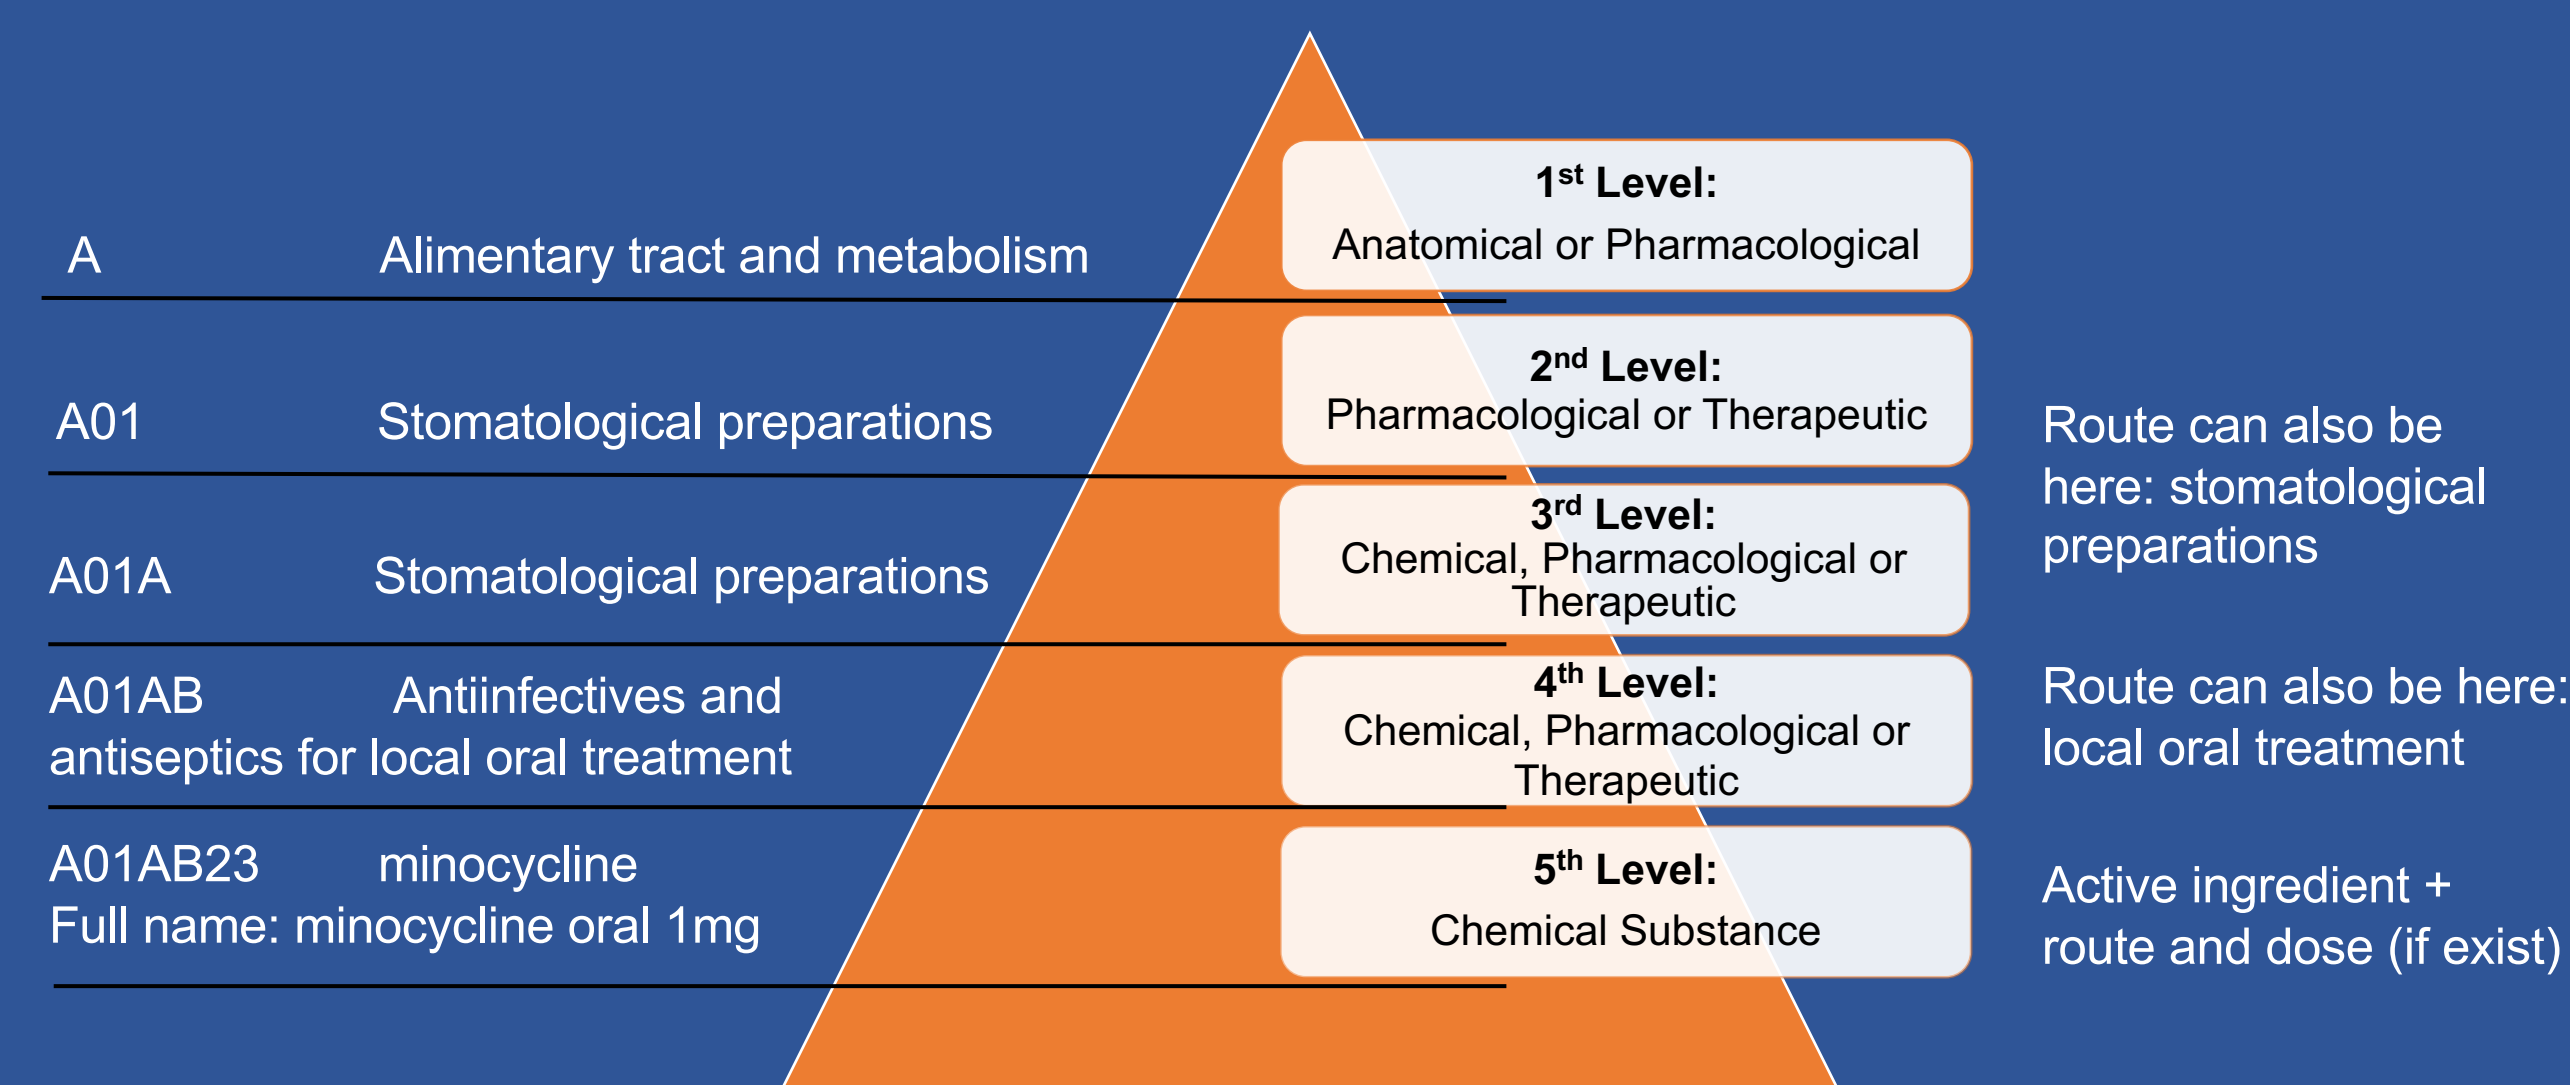 A Alimentary tract and metabolism
1st Level:
Anatomical or Pharmacological
A01 Stomatological preparations
2nd Level:
Pharmacological or Therapeutic
Route can also be
here: stomatological
preparations
A01A Stomatological preparations
3rd Level:
Chemical, Pharmacological or
Therapeutic
A01AB Antiinfectives and
antiseptics for local oral treatment
4th Level:
Chemical, Pharmacological or
Therapeutic
Route can also be here:
local oral treatment
A01AB23 minocycline
Full name: minocycline oral 1mg
5th Level:
Chemical Substance
Active ingredient +
route and dose (if exist)